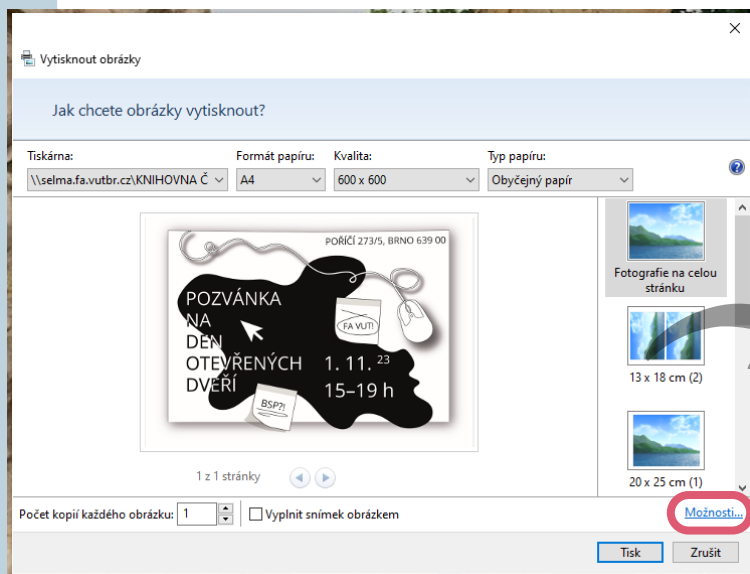 Vytisknout obrázky
Jak chcete obrázky vytisknout?
Tiskárna: Formát papíru: Kvalita: Typ papíru:
\\selma.fa.vutbr.cz\KNIHOVNA Č A4 600 x 600 Obyčejný papír
POŘÍČÍ 273/5, BRNO 639 00
POZVÁNKA
NA
DEN
OTEVŘENÝCH
DVEŘÍ
FA VUT!
1. 11. 23
15–19 h
BSP?!
Fotografie na celou
stránku
13 x 18 cm (2)
20 x 25 cm (1)
1 z 1 stránky
Počet kopií každého obrázku: 1 Vyplnit snímek obrázkem Možnosti...
Tisk Zrušit